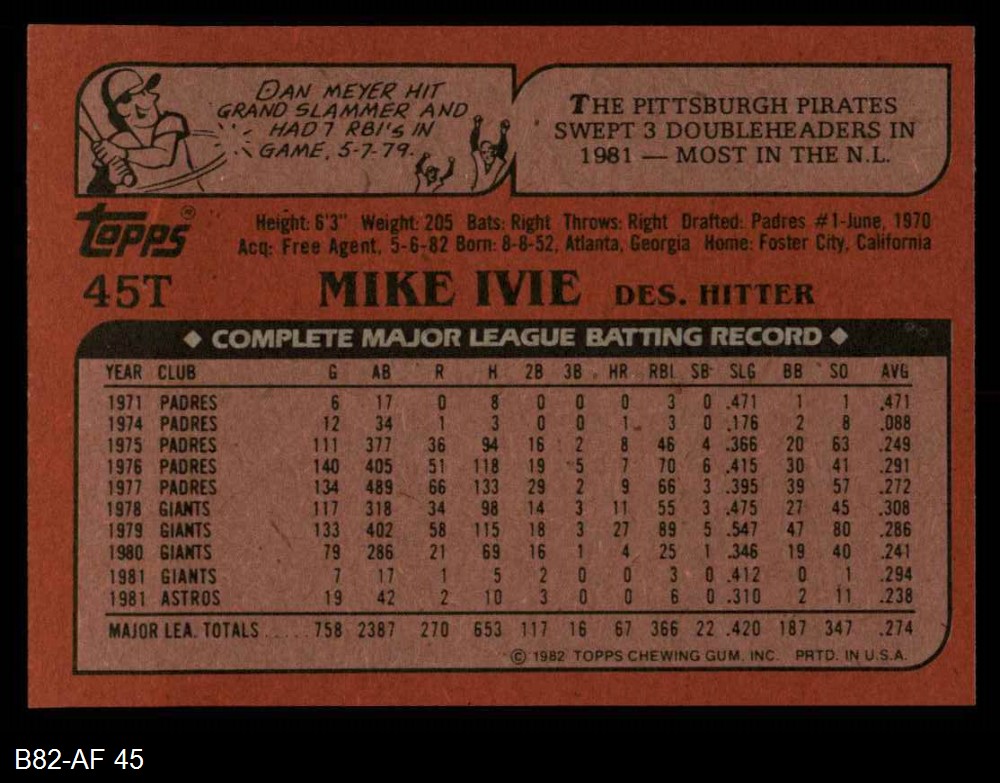 DAN MEYER HIT
GRAND SLAMMER AND
HAD 7 RBI'S IN
GAME, 5-7-79.
THE PITTSBURGH PIRATES
SWEPT 3 DOUBLEHEADERS IN
1981 — MOST IN THE N.L.
topps®
Height: 6'3" Weight: 205 Bats: Right Throws: Right Drafted: Padres #1-June, 1970
Acq: Free Agent, 5-6-82 Born: 8-8-52, Atlanta, Georgia Home: Foster City, California
45T MIKE IVIE DES. HITTER
◆ COMPLETE MAJOR LEAGUE BATTING RECORD ◆
YEAR CLUB G AB R H 2B 3B HR RBI SB SLG BB SO AVG
1971 PADRES 6 17 0 8 0 0 0 3 0 .471 1 1 .471
1974 PADRES 12 34 1 3 0 0 1 3 0 .176 2 8 .088
1975 PADRES 111 377 36 94 16 2 8 46 4 .366 20 63 .249
1976 PADRES 140 405 51 118 19 5 7 70 6 .415 30 41 .291
1977 PADRES 134 489 66 133 29 2 9 66 3 .395 39 57 .272
1978 GIANTS 117 318 34 98 14 3 11 55 3 .475 27 45 .308
1979 GIANTS 133 402 58 115 18 3 27 89 5 .547 47 80 .286
1980 GIANTS 79 286 21 69 16 1 4 25 1 .346 19 40 .241
1981 GIANTS 7 17 1 5 2 0 0 3 0 .412 0 1 .294
1981 ASTROS 19 42 2 10 3 0 0 6 0 .310 2 11 .238
MAJOR LEA. TOTALS ..... 758 2387 270 653 117 16 67 366 22 .420 187 347 .274
© 1982 TOPPS CHEWING GUM, INC. PRTD. IN U.S.A.
B82-AF 45